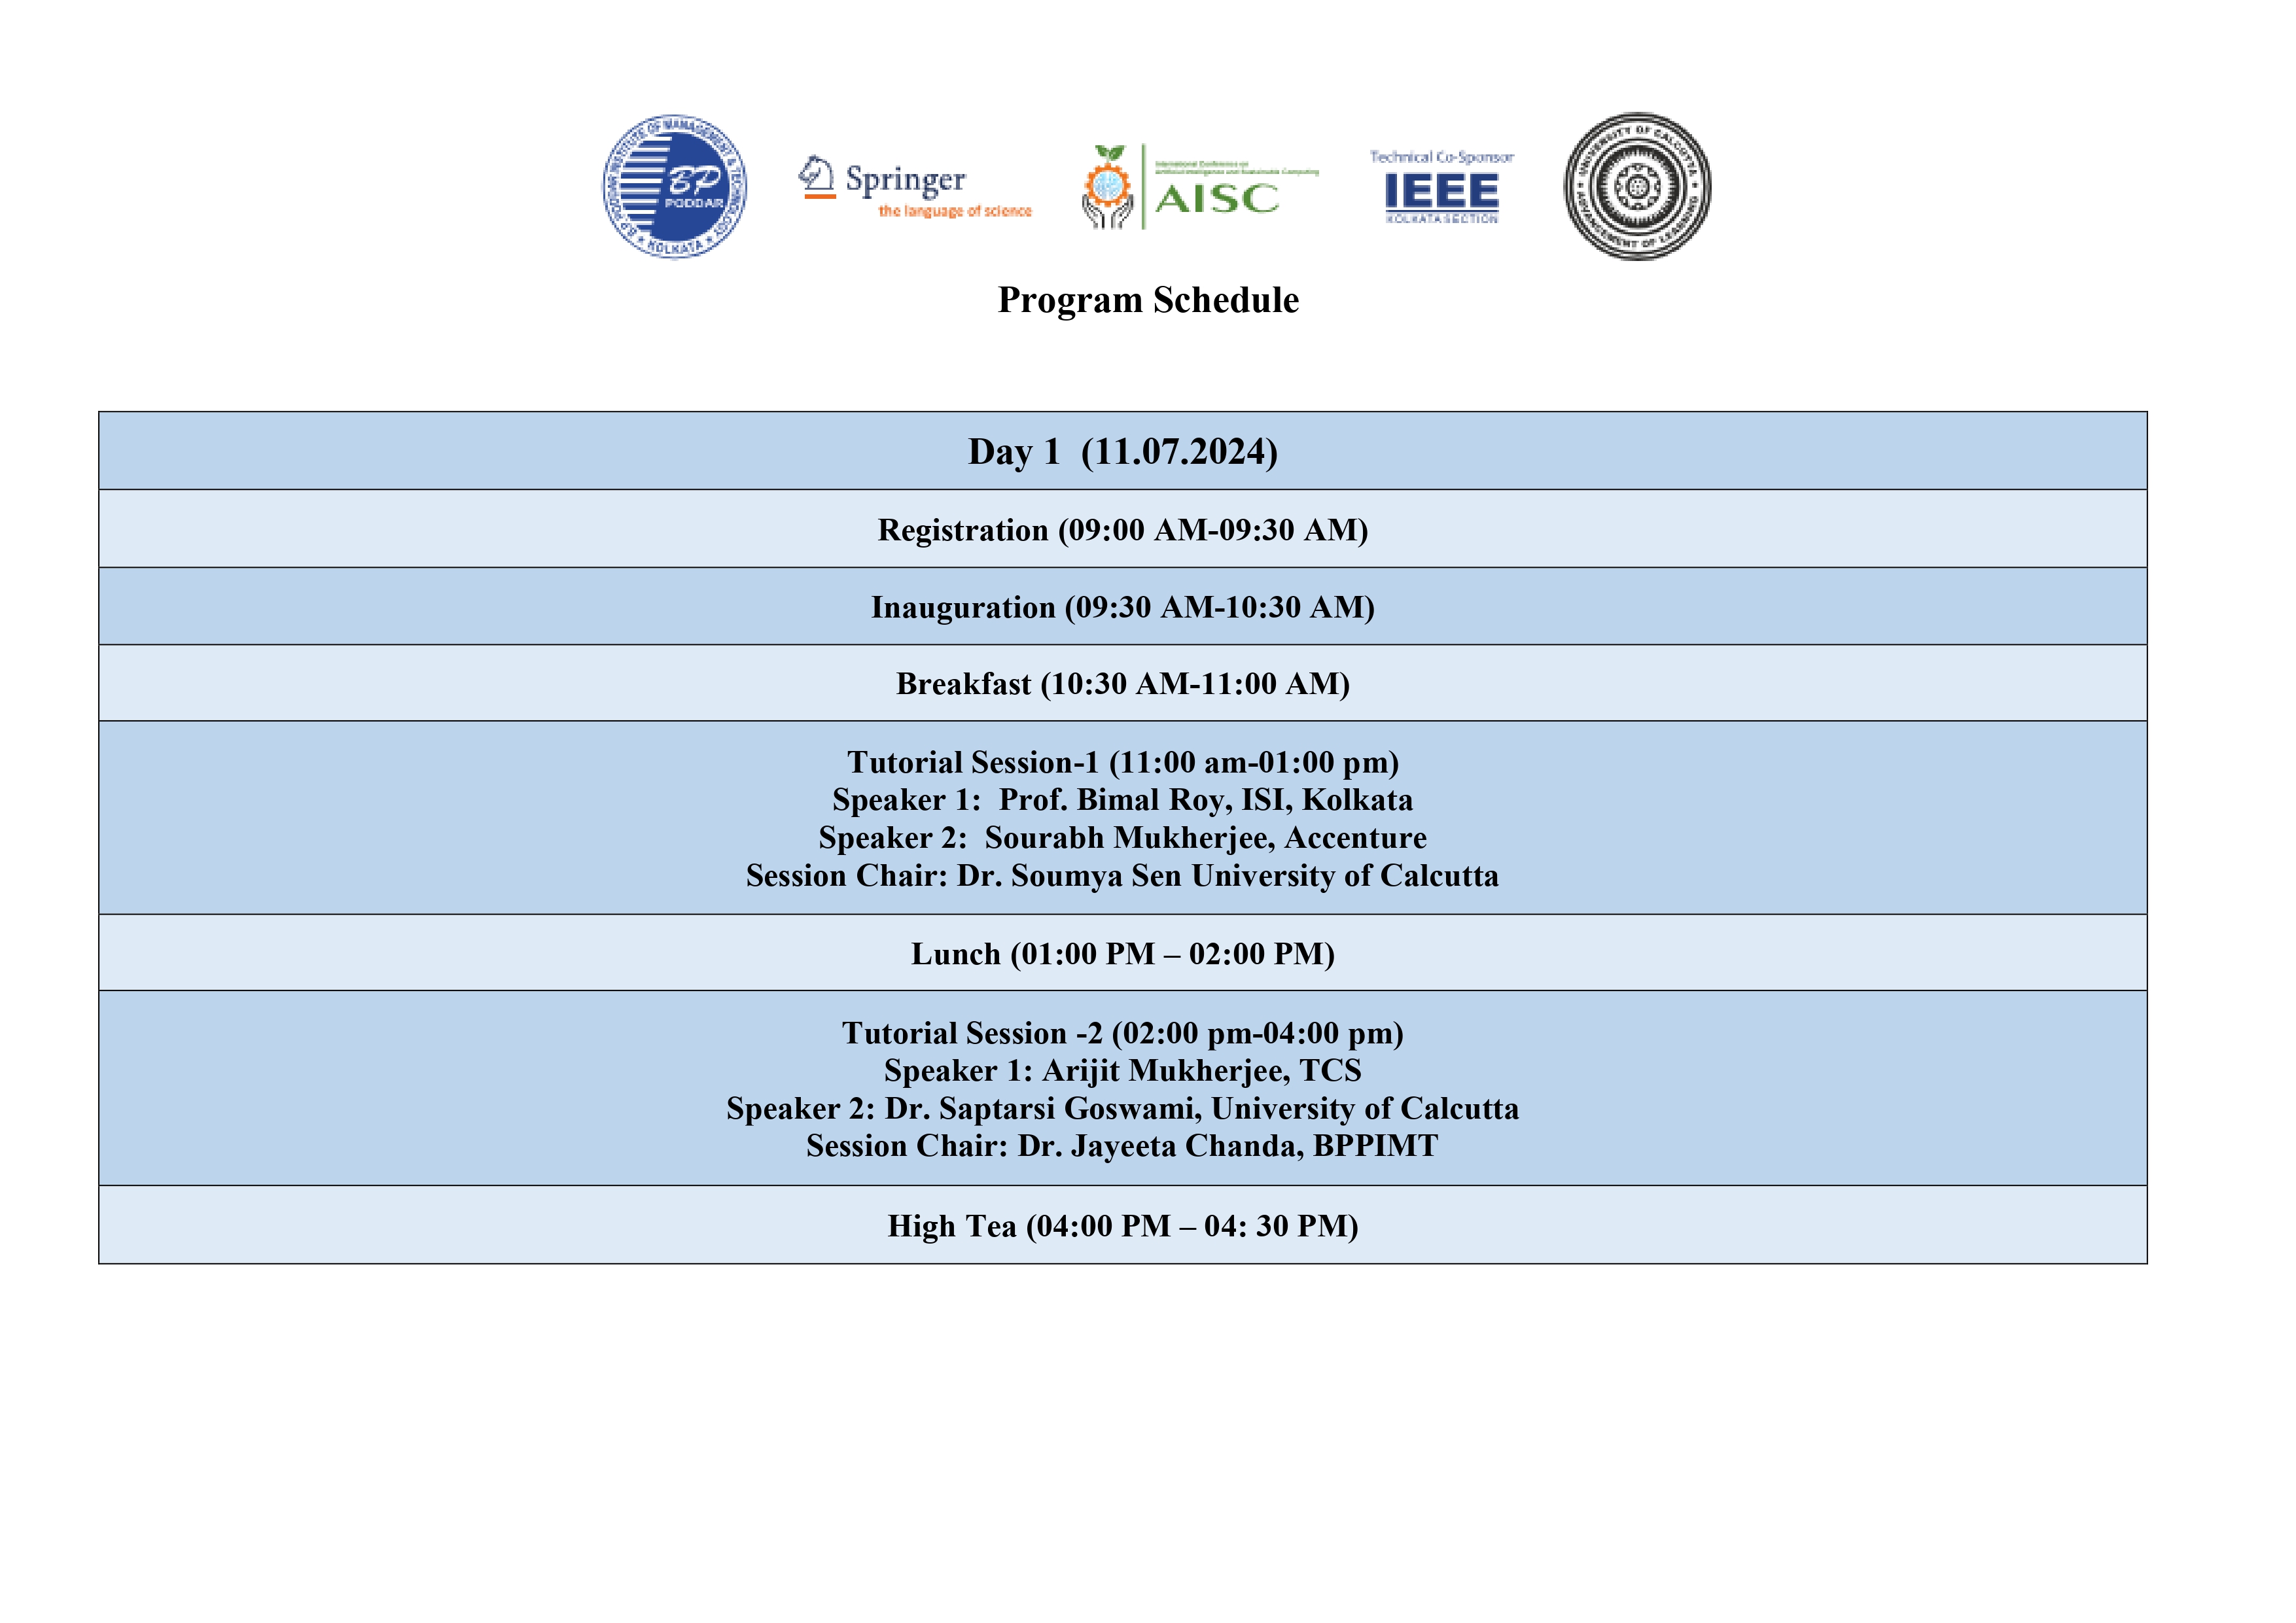 B.P. PODDAR INSTITUTE OF MANAGEMENT & TECHNOLOGY
BP
PODDAR
★ KOLKATA ★
Springer
the language of science
International Conference on
Artificial Intelligence and Sustainable Computing
AISC
Technical Co-Sponsor
IEEE
KOLKATA SECTION
UNIVERSITY OF CALCUTTA
ADVANCEMENT OF LEARNING
Program Schedule
Day 1 (11.07.2024)
Registration (09:00 AM-09:30 AM)
Inauguration (09:30 AM-10:30 AM)
Breakfast (10:30 AM-11:00 AM)
Tutorial Session-1 (11:00 am-01:00 pm)
Speaker 1: Prof. Bimal Roy, ISI, Kolkata
Speaker 2: Sourabh Mukherjee, Accenture
Session Chair: Dr. Soumya Sen University of Calcutta
Lunch (01:00 PM – 02:00 PM)
Tutorial Session -2 (02:00 pm-04:00 pm)
Speaker 1: Arijit Mukherjee, TCS
Speaker 2: Dr. Saptarsi Goswami, University of Calcutta
Session Chair: Dr. Jayeeta Chanda, BPPIMT
High Tea (04:00 PM – 04: 30 PM)